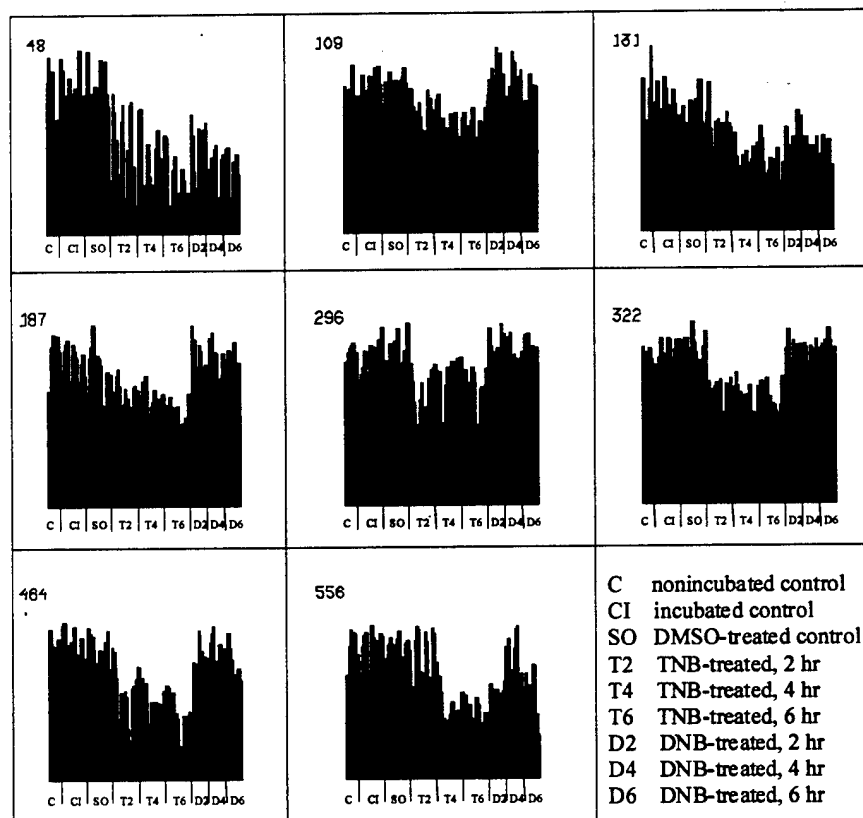 48
109
131
C CI SO T2 T4 T6 D2 D4 D6
C CI SO T2 T4 T6 D2 D4 D6
C CI SO T2 T4 T6 D2 D4 D6
187
296
322
C CI SO T2 T4 T6 D2 D4 D6
C CI SO T2 T4 T6 D2 D4 D6
C CI SO T2 T4 T6 D2 D4 D6
464
556
C CI SO T2 T4 T6 D2 D4 D6
C CI SO T2 T4 T6 D2 D4 D6
C nonincubated control
CI incubated control
SO DMSO-treated control
T2 TNB-treated, 2 hr
T4 TNB-treated, 4 hr
T6 TNB-treated, 6 hr
D2 DNB-treated, 2 hr
D4 DNB-treated, 4 hr
D6 DNB-treated, 6 hr